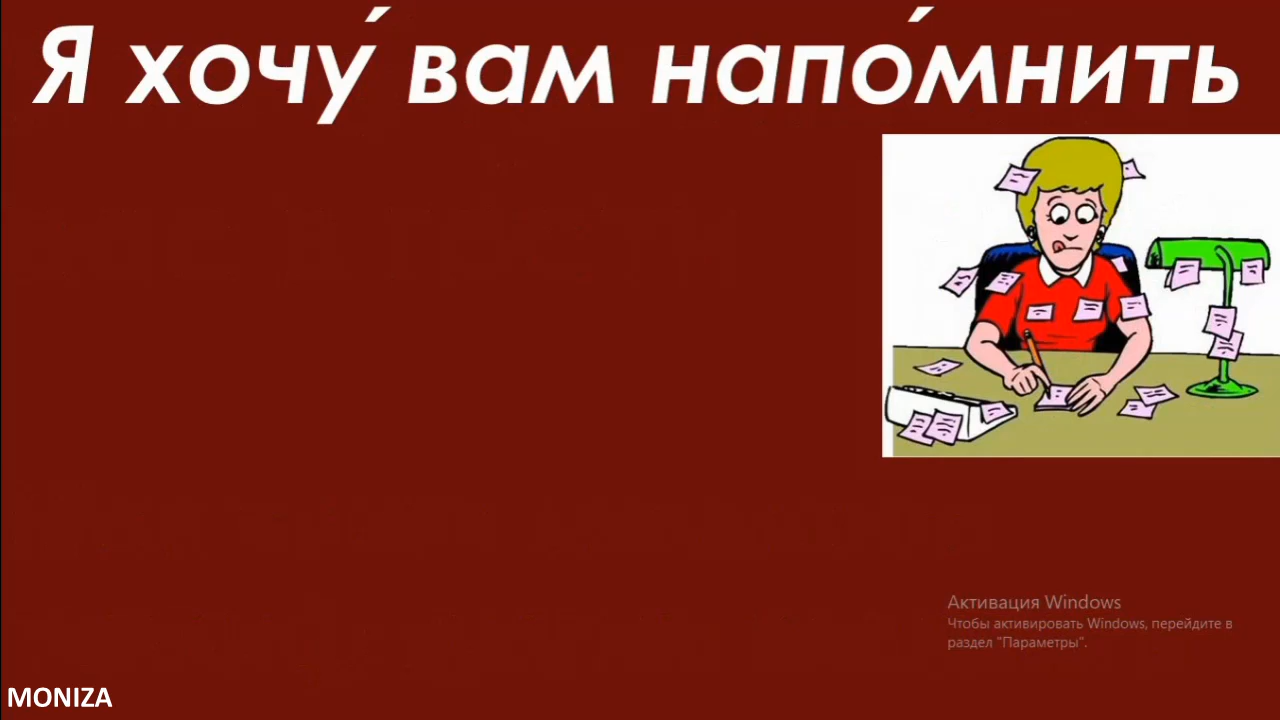 Я хочу́ вам напо́мнить
Активация Windows
Чтобы активировать Windows, перейдите в
раздел "Параметры".
MONIZA